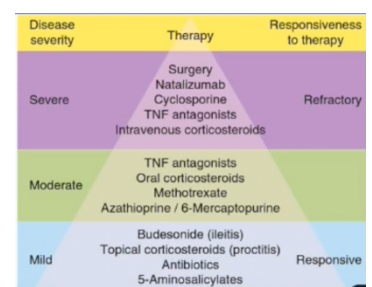 Disease severity
Therapy
Responsiveness to therapy
Severe
Surgery
Natalizumab
Cyclosporine
TNF antagonists
Intravenous corticosteroids
Refractory
Moderate
TNF antagonists
Oral corticosteroids
Methotrexate
Azathioprine / 6-Mercaptopurine
Mild
Budesonide (ileitis)
Topical corticosteroids (proctitis)
Antibiotics
5-Aminosalicylates
Responsive